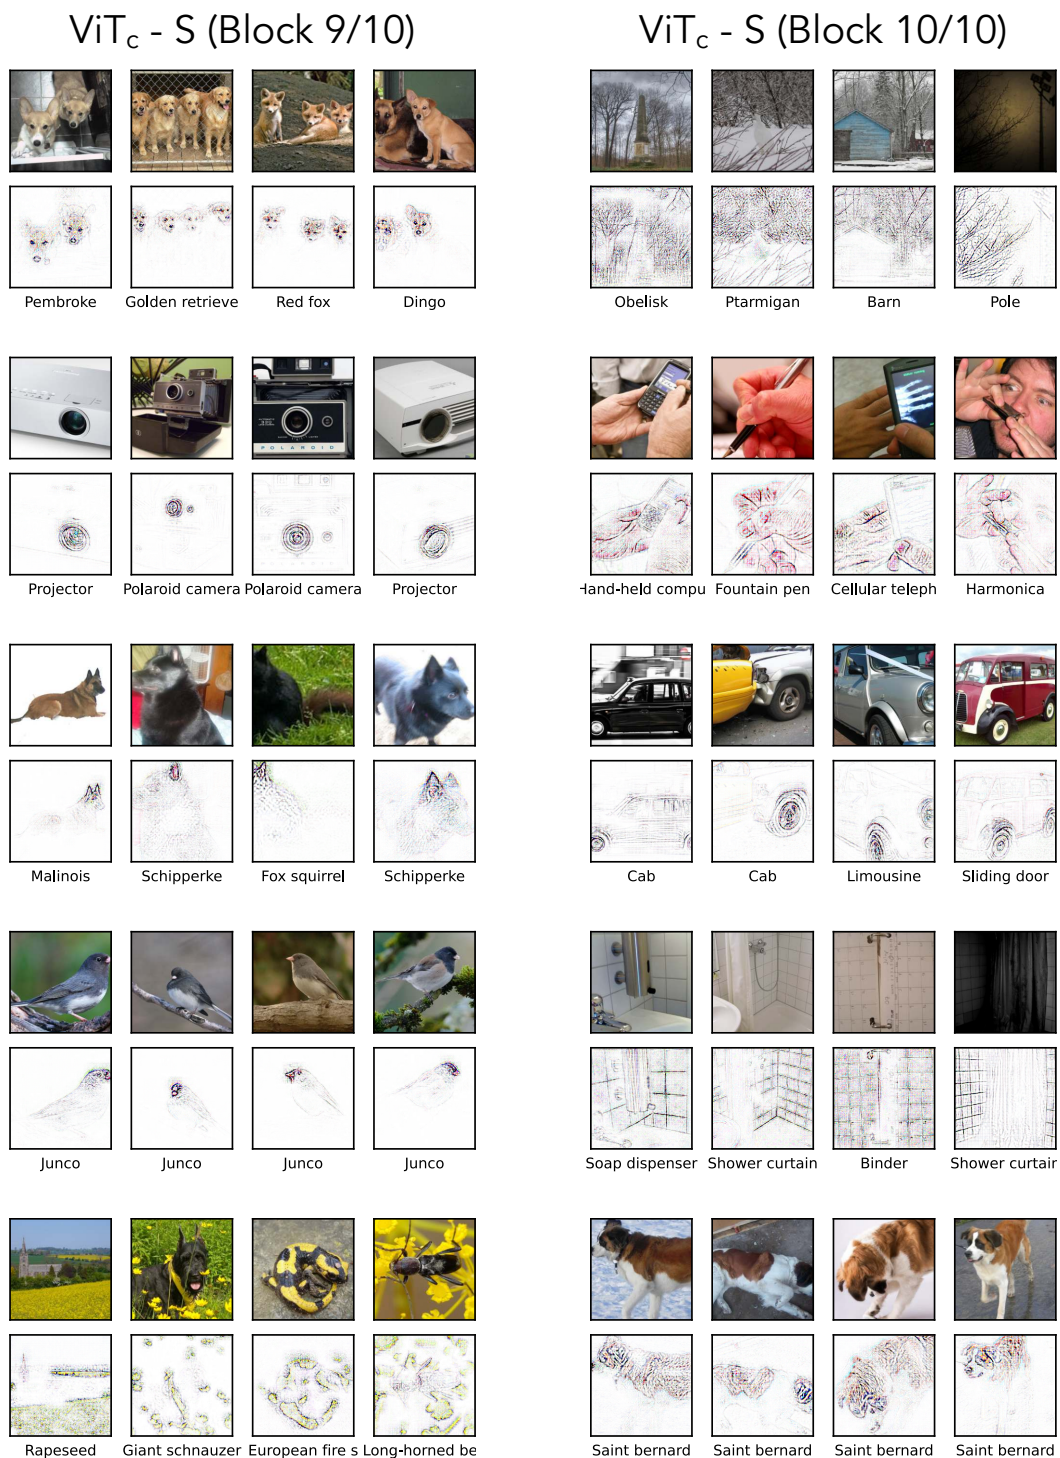 ViTc - S (Block 9/10)
ViTc - S (Block 10/10)
Pembroke
Golden retrieve
Red fox
Dingo
Obelisk
Ptarmigan
Barn
Pole
POLAROID
Projector
Polaroid camera
Polaroid camera
Projector
Hand-held compu
Fountain pen
Cellular teleph
Harmonica
Malinois
Schipperke
Fox squirrel
Schipperke
Cab
Cab
Limousine
Sliding door
Junco
Junco
Junco
Junco
Soap dispenser
Shower curtain
Binder
Shower curtain
Rapeseed
Giant schnauzer
European fire s
Long-horned be
Saint bernard
Saint bernard
Saint bernard
Saint bernard